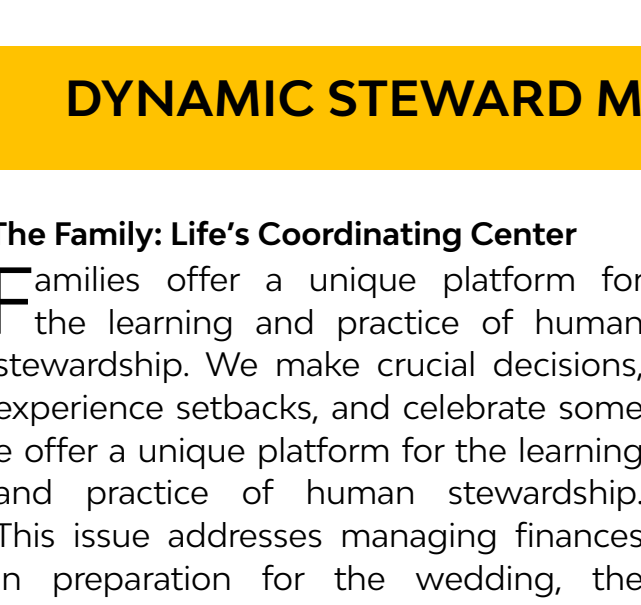 DYNAMIC STEWARD M
The Family: Life's Coordinating Center
Families offer a unique platform for
the learning and practice of human
stewardship. We make crucial decisions,
experience setbacks, and celebrate some
e offer a unique platform for the learning
and practice of human stewardship.
This issue addresses managing finances
in preparation for the wedding, the